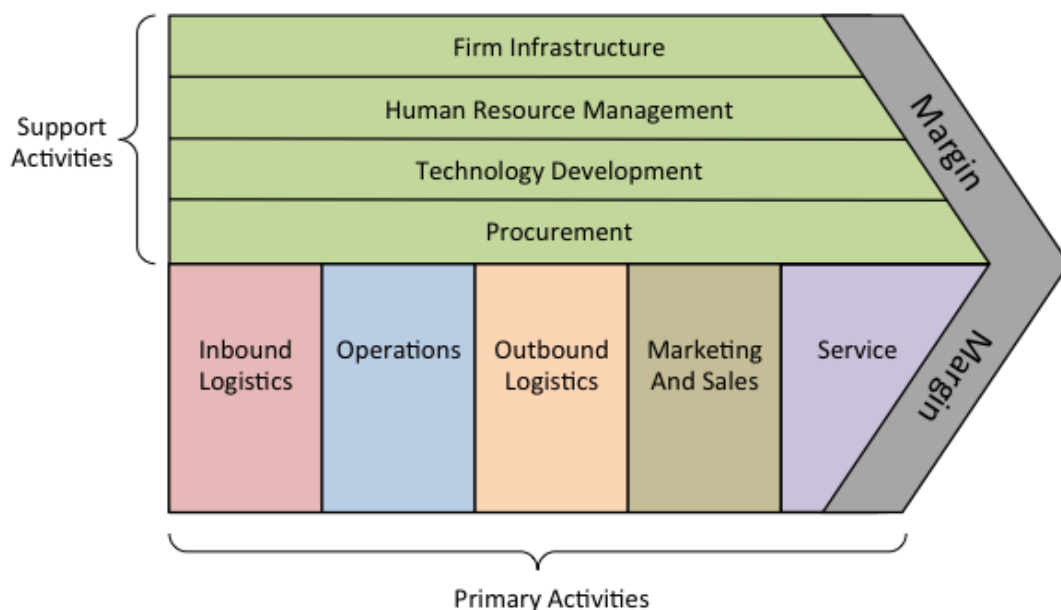 Firm Infrastructure
Human Resource Management
Technology Development
Procurement
Support
Activities
Margin
Inbound
Logistics
Operations
Outbound
Logistics
Marketing
And Sales
Service
Margin
Primary Activities